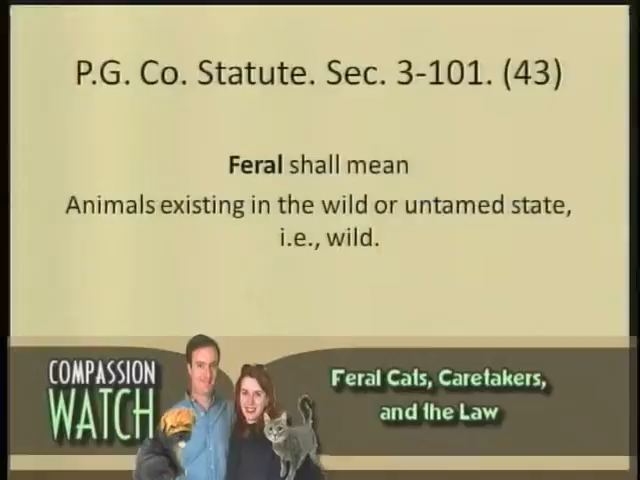 P.G. Co. Statute. Sec. 3-101. (43)
Feral shall mean
Animals existing in the wild or untamed state,
i.e., wild.
COMPASSION
WATCH
Feral Cats, Caretakers,
and the Law